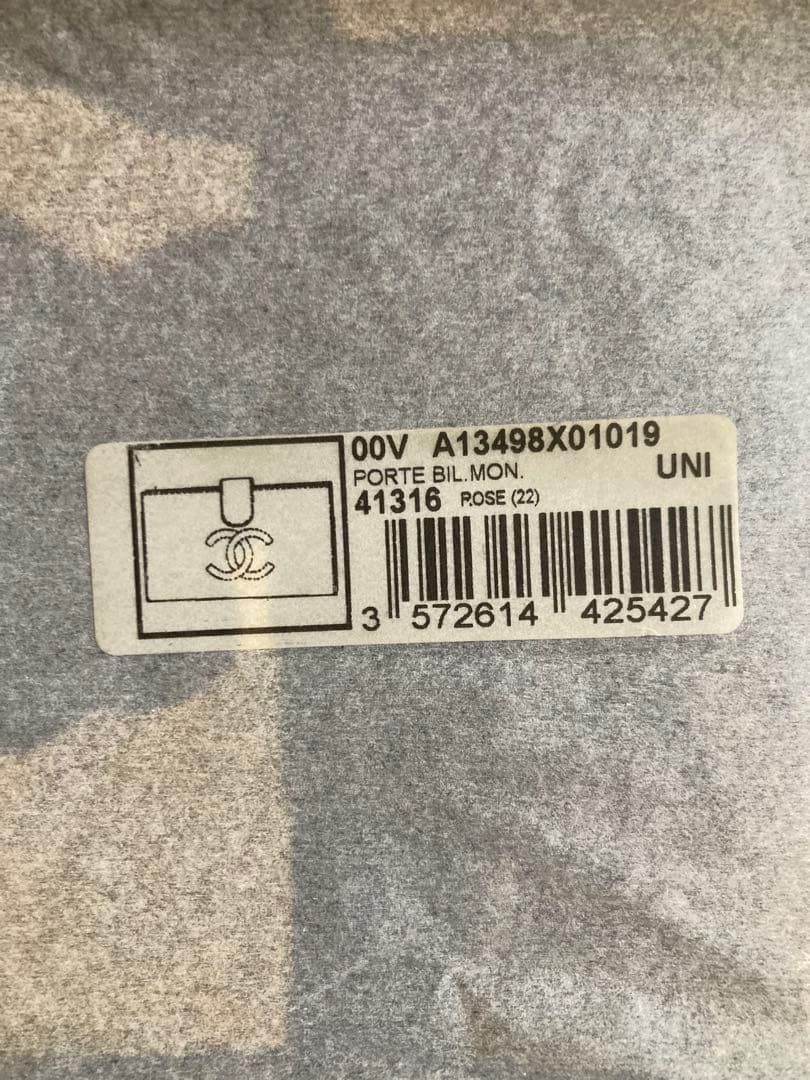 00V A13498X01019
PORTE BIL.MON. UNI
41316 ROSE (22)
3 572614 425427